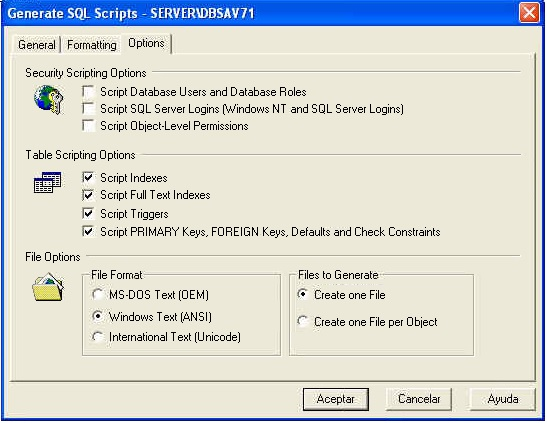 Generate SQL Scripts - SERVER\DBSAV71
General Formatting Options
Security Scripting Options
Script Database Users and Database Roles
Script SQL Server Logins (Windows NT and SQL Server Logins)
Script Object-Level Permissions
Table Scripting Options
Script Indexes
Script Full Text Indexes
Script Triggers
Script PRIMARY Keys, FOREIGN Keys, Defaults and Check Constraints
File Options
File Format
MS-DOS Text (OEM)
Windows Text (ANSI)
International Text (Unicode)
Files to Generate
Create one File
Create one File per Object
Aceptar Cancelar Ayuda